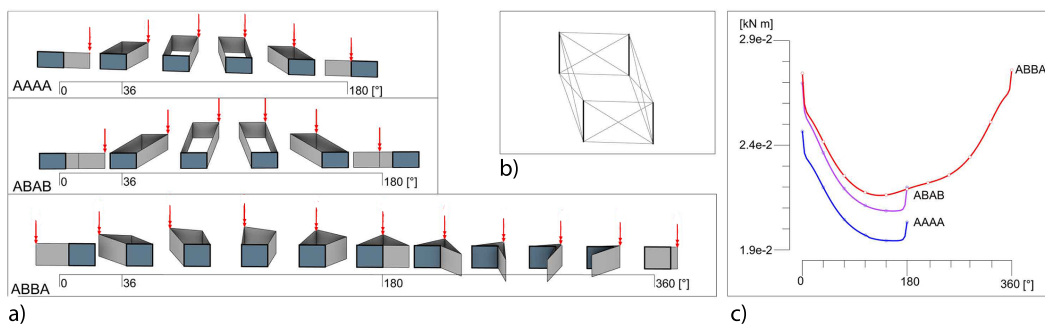 AAAA
0 36 180 [°]
ABAB
0 36 180 [°]
ABBA
0 36 180 360 [°]
a)
b)
[kN m]
2.9e-2
ABBA
2.4e-2
ABAB
AAAA
1.9e-2
0 180 360 [°]
c)